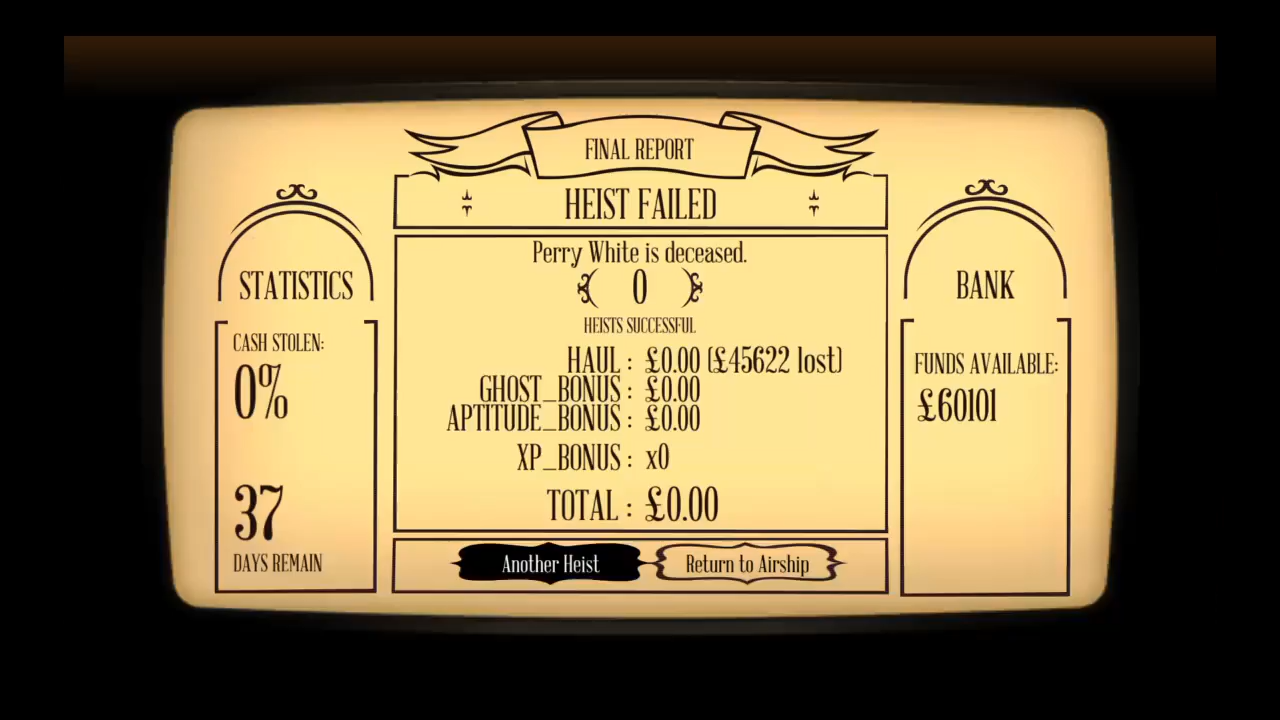 FINAL REPORT
HEIST FAILED
Perry White is deceased.
0
HEISTS SUCCESSFUL
HAUL : £0.00 (£45622 lost)
GHOST_BONUS : £0.00
APTITUDE_BONUS : £0.00
XP_BONUS : x0
TOTAL : £0.00
Another Heist
Return to Airship
STATISTICS
CASH STOLEN:
0%
37
DAYS REMAIN
BANK
FUNDS AVAILABLE:
£60101